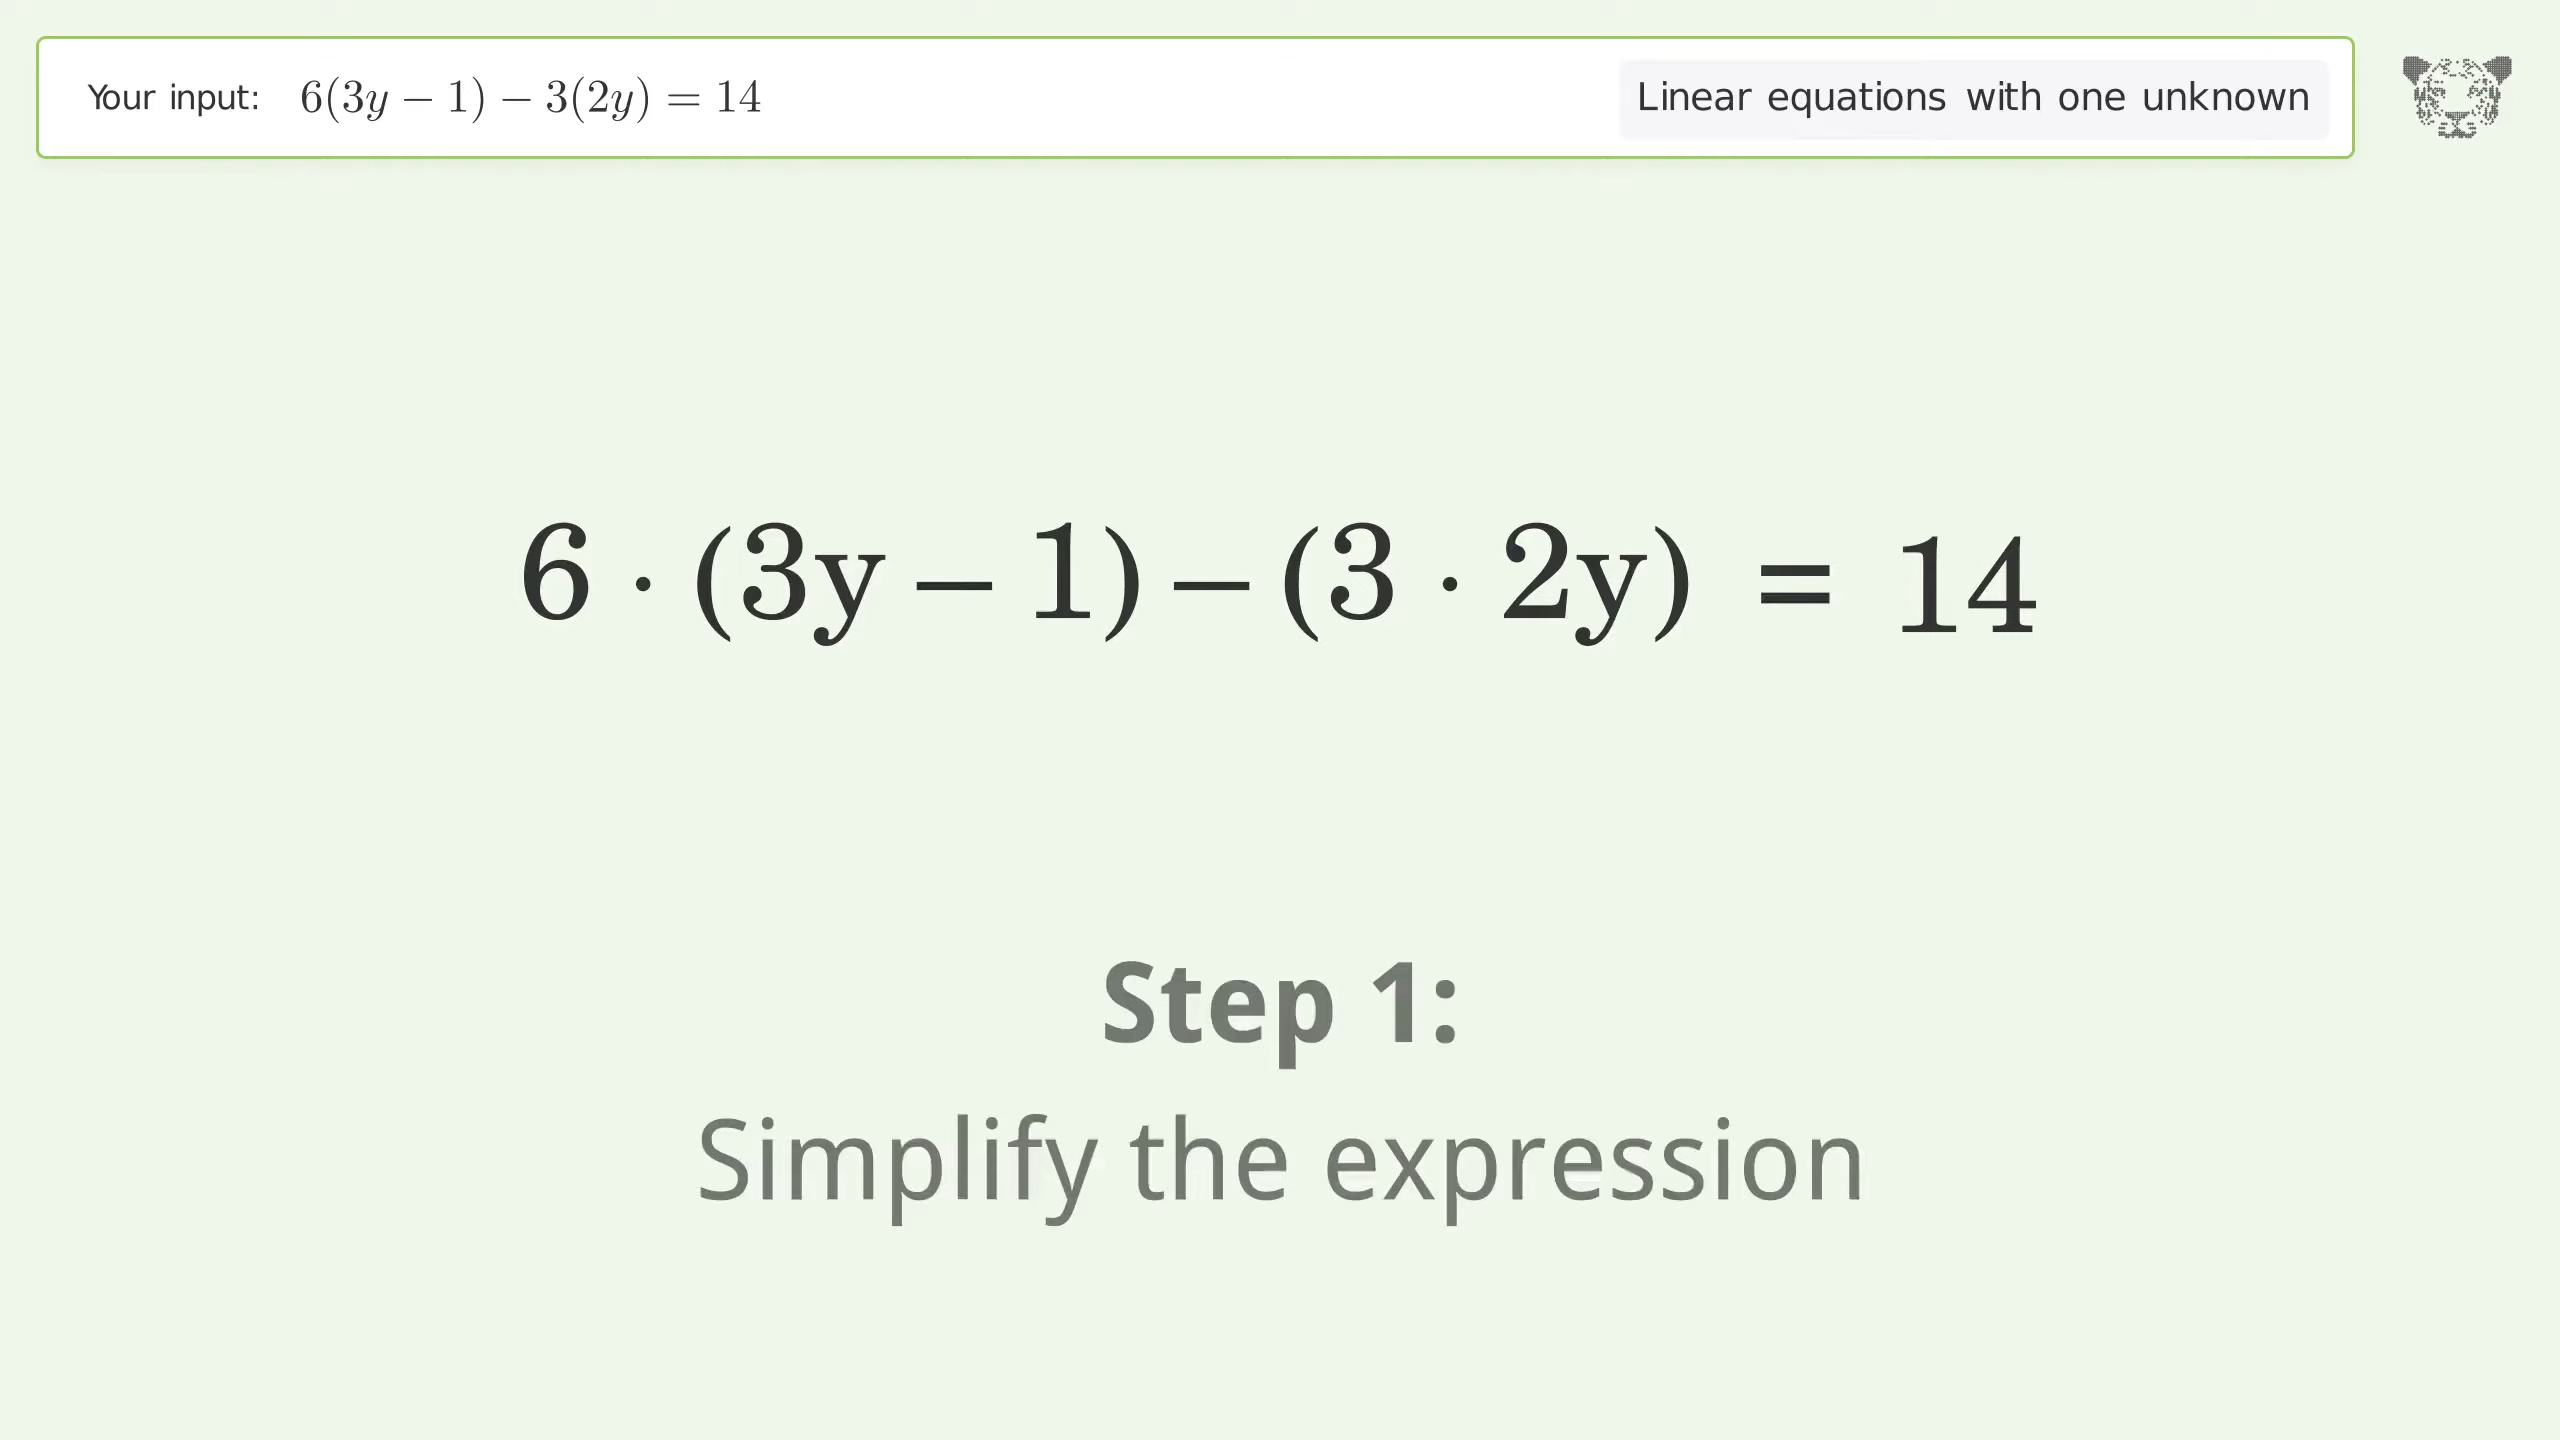 Your input: 6(3y − 1) − 3(2y) = 14
Linear equations with one unknown
6 · (3y − 1) − (3 · 2y) = 14
Step 1:
Simplify the expression